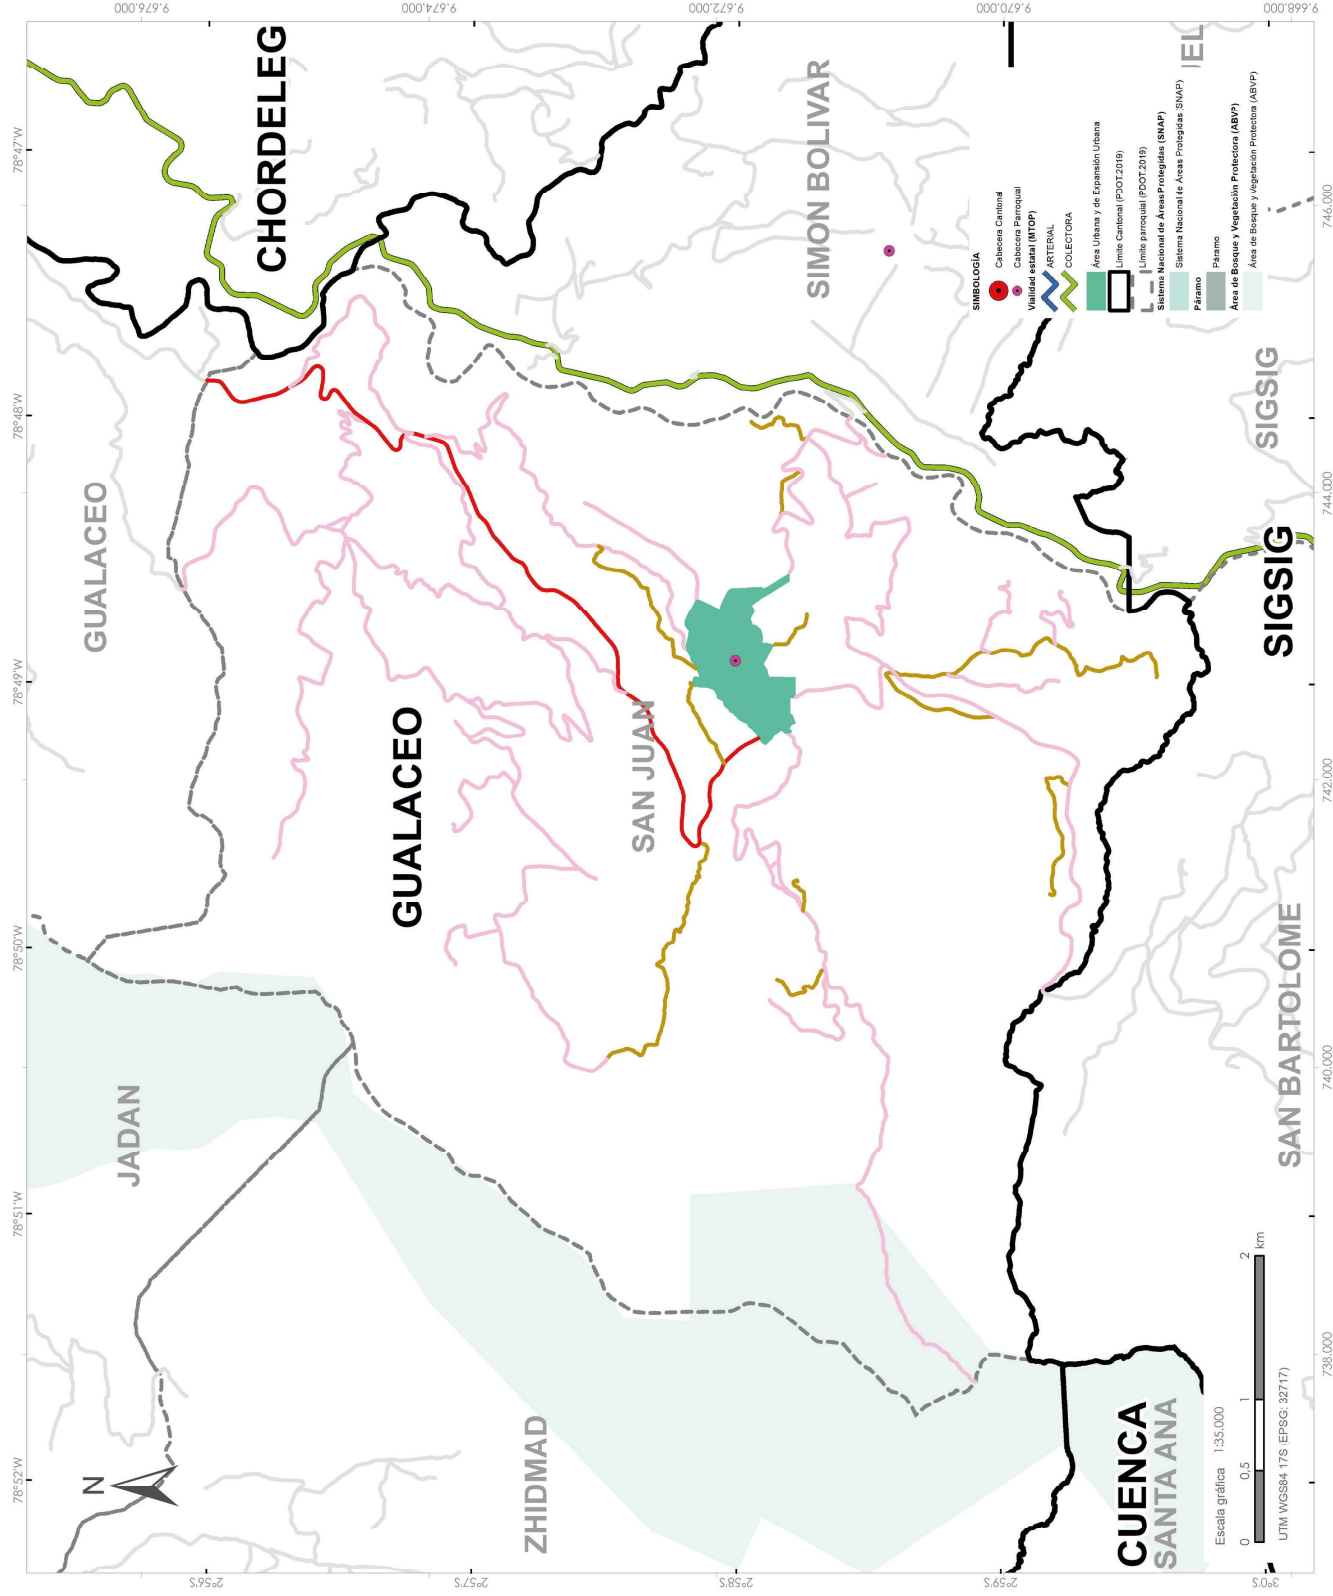 78°52'W
78°51'W
78°50'W
78°49'W
78°48'W
78°47'W
N
JADAN
GUALACEO
CHORDELEG
ZHIDMAD
GUALACEO
SAN JUAN
SIMON BOLIVAR
CUENCA
SANTA ANA
SAN BARTOLOME
SIGSIG
SIGSIG
IEL
SIMBOLOGÍA
Cabecera Cantonal
Cabecera Parroquial
Vialidad estatal (MTOP)
ARTERIAL
COLECTORA
Área Urbana y de Expansión Urbana
Límite Cantonal (PDOT.2019)
Límite parroquial (PDOT.2019)
Sistema Nacional de Áreas Protegidas (SNAP)
Sistema Nacional de Áreas Protegidas (SNAP)
Páramo
Páramo
Área de Bosque y Vegetación Protectora (ABVP)
Área de Bosque y Vegetación Protectora (ABVP)
Escala gráfica 1:35.000
0 0,5 1 2
km
UTM WGS84 17S (EPSG: 32717)
738.000
740.000
742.000
744.000
746.000
2°56'S
2°57'S
2°58'S
2°59'S
3°0'S
9.676.000
9.674.000
9.672.000
9.670.000
9.668.000